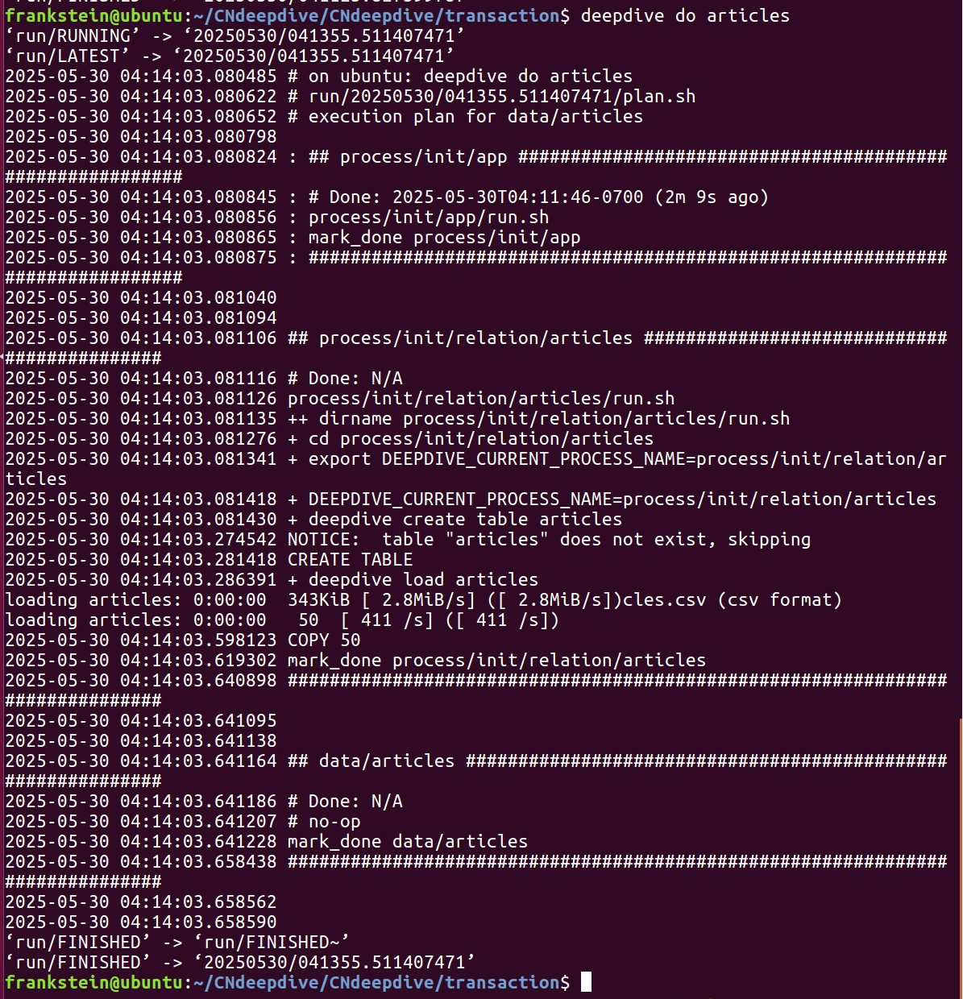 frankstein@ubuntu:~/CNdeepdive/CNdeepdive/transaction$ deepdive do articles
‘run/RUNNING’ -> ‘20250530/041355.511407471’
‘run/LATEST’ -> ‘20250530/041355.511407471’
2025-05-30 04:14:03.080485 # on ubuntu: deepdive do articles
2025-05-30 04:14:03.080622 # run/20250530/041355.511407471/plan.sh
2025-05-30 04:14:03.080652 # execution plan for data/articles
2025-05-30 04:14:03.080798
2025-05-30 04:14:03.080824 : ## process/init/app #########################################
#################
2025-05-30 04:14:03.080845 : # Done: 2025-05-30T04:11:46-0700 (2m 9s ago)
2025-05-30 04:14:03.080856 : process/init/app/run.sh
2025-05-30 04:14:03.080865 : mark_done process/init/app
2025-05-30 04:14:03.080875 : #############################################################
#################
2025-05-30 04:14:03.081040
2025-05-30 04:14:03.081094
2025-05-30 04:14:03.081106 ## process/init/relation/articles #############################
###############
2025-05-30 04:14:03.081116 # Done: N/A
2025-05-30 04:14:03.081126 process/init/relation/articles/run.sh
2025-05-30 04:14:03.081135 ++ dirname process/init/relation/articles/run.sh
2025-05-30 04:14:03.081276 + cd process/init/relation/articles
2025-05-30 04:14:03.081341 + export DEEPDIVE_CURRENT_PROCESS_NAME=process/init/relation/ar
ticles
2025-05-30 04:14:03.081418 + DEEPDIVE_CURRENT_PROCESS_NAME=process/init/relation/articles
2025-05-30 04:14:03.081430 + deepdive create table articles
2025-05-30 04:14:03.274542 NOTICE:  table "articles" does not exist, skipping
2025-05-30 04:14:03.281418 CREATE TABLE
2025-05-30 04:14:03.286391 + deepdive load articles
loading articles: 0:00:00  343KiB [ 2.8MiB/s] ([ 2.8MiB/s])cles.csv (csv format)
loading articles: 0:00:00   50  [ 411 /s] ([ 411 /s])
2025-05-30 04:14:03.598123 COPY 50
2025-05-30 04:14:03.619302 mark_done process/init/relation/articles
2025-05-30 04:14:03.640898 ###############################################################
###############
2025-05-30 04:14:03.641095
2025-05-30 04:14:03.641138
2025-05-30 04:14:03.641164 ## data/articles ##############################################
###############
2025-05-30 04:14:03.641186 # Done: N/A
2025-05-30 04:14:03.641207 # no-op
2025-05-30 04:14:03.641228 mark_done data/articles
2025-05-30 04:14:03.658438 ###############################################################
###############
2025-05-30 04:14:03.658562
2025-05-30 04:14:03.658590
‘run/FINISHED’ -> ‘run/FINISHED~’
‘run/FINISHED’ -> ‘20250530/041355.511407471’
frankstein@ubuntu:~/CNdeepdive/CNdeepdive/transaction$